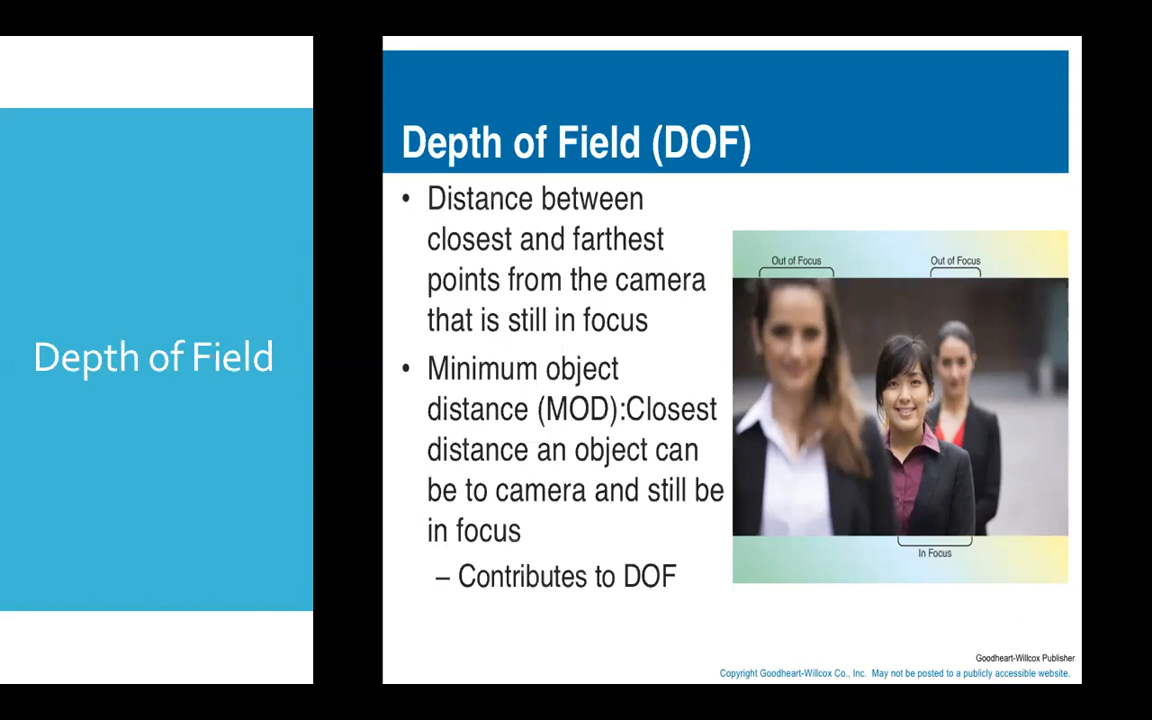 Depth of Field
Depth of Field (DOF)
• Distance between
closest and farthest
points from the camera
that is still in focus
• Minimum object
distance (MOD):Closest
distance an object can
be to camera and still be
in focus
– Contributes to DOF
Out of Focus
Out of Focus
In Focus
Goodheart-Willcox Publisher
Copyright Goodheart-Willcox Co., Inc. May not be posted to a publicly accessible website.